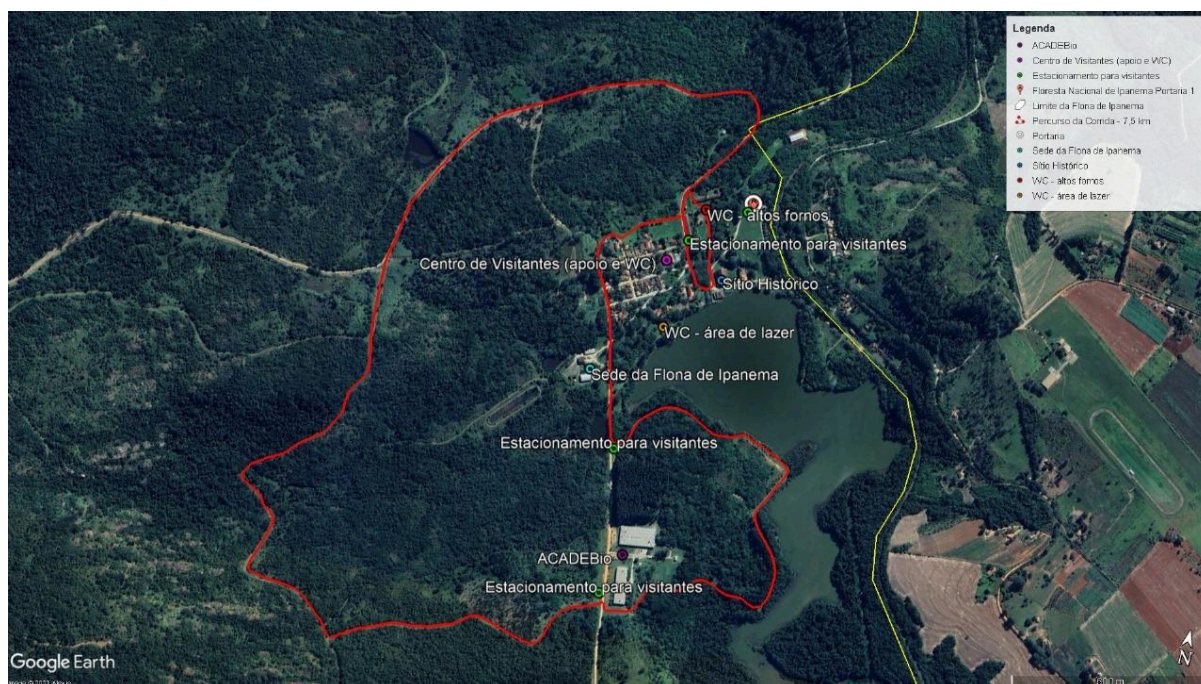 Legenda
ACADEBio
Centro de Visitantes (apoio e WC)
Estacionamento para visitantes
Floresta Nacional de Ipanema Portaria 1
Limite da Flona de Ipanema
Percurso da Corrida - 7,5 km
Portaria
Sede da Flona de Ipanema
Sítio Histórico
WC - altos fornos
WC - área de lazer
WC - altos fornos
Estacionamento para visitantes
Centro de Visitantes (apoio e WC)
Sítio Histórico
WC - área de lazer
Sede da Flona de Ipanema
Estacionamento para visitantes
ACADEBio
Estacionamento para visitantes
Google Earth
N
600 m